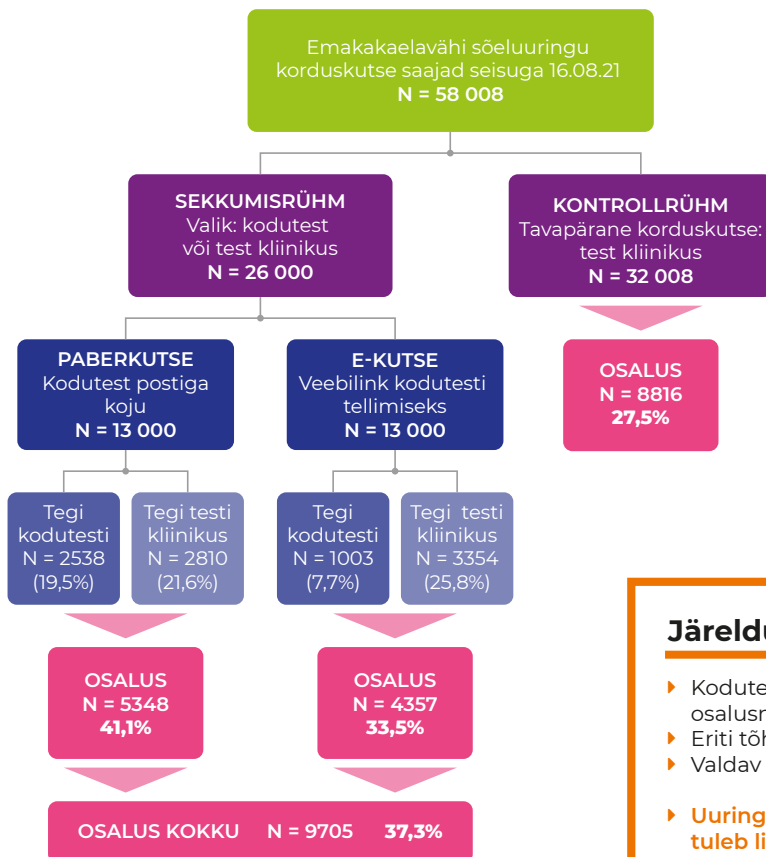 Emakakaelavähi sõeluuringu
korduskutse saajad seisuga 16.08.21
N = 58 008
SEKKUMISRÜHM
Valik: kodutest
või test kliinikus
N = 26 000
KONTROLLRÜHM
Tavapärane korduskutse:
test kliinikus
N = 32 008
PABERKUTSE
Kodutest postiga
koju
N = 13 000
E-KUTSE
Veebilink kodutesti
tellimiseks
N = 13 000
OSALUS
N = 8816
27,5%
Tegi
kodutesti
N = 2538
(19,5%)
Tegi testi
kliinikus
N = 2810
(21,6%)
Tegi
kodutesti
N = 1003
(7,7%)
Tegi testi
kliinikus
N = 3354
(25,8%)
OSALUS
N = 5348
41,1%
OSALUS
N = 4357
33,5%
OSALUS KOKKU N = 9705 37,3%
Valdav
Uuring
tuleb